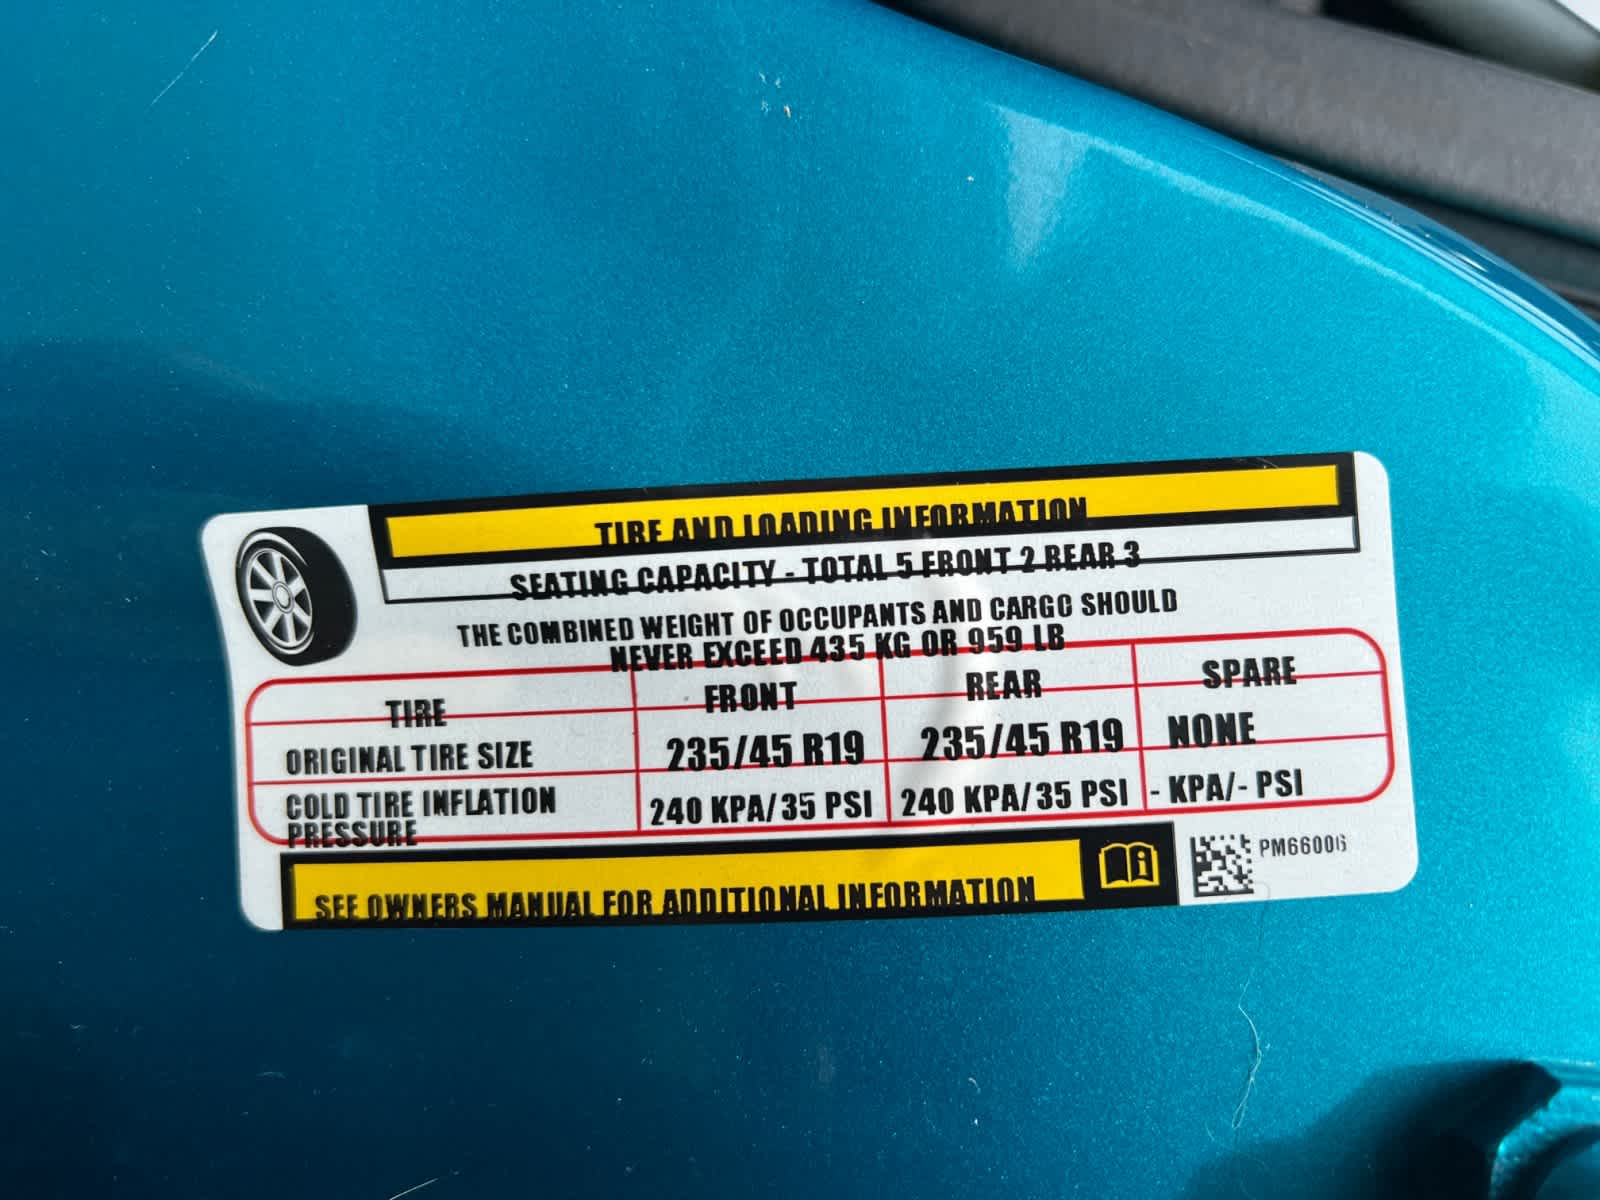 TIRE AND LOADING INFORMATION
SEATING CAPACITY - TOTAL 5 FRONT 2 REAR 3
THE COMBINED WEIGHT OF OCCUPANTS AND CARGO SHOULD
NEVER EXCEED 435 KG OR 959 LB
TIRE FRONT REAR SPARE
ORIGINAL TIRE SIZE 235/45 R19 235/45 R19 NONE
COLD TIRE INFLATION 240 KPA/35 PSI 240 KPA/35 PSI - KPA/- PSI
PRESSURE
SEE OWNERS MANUAL FOR ADDITIONAL INFORMATION
PM66006